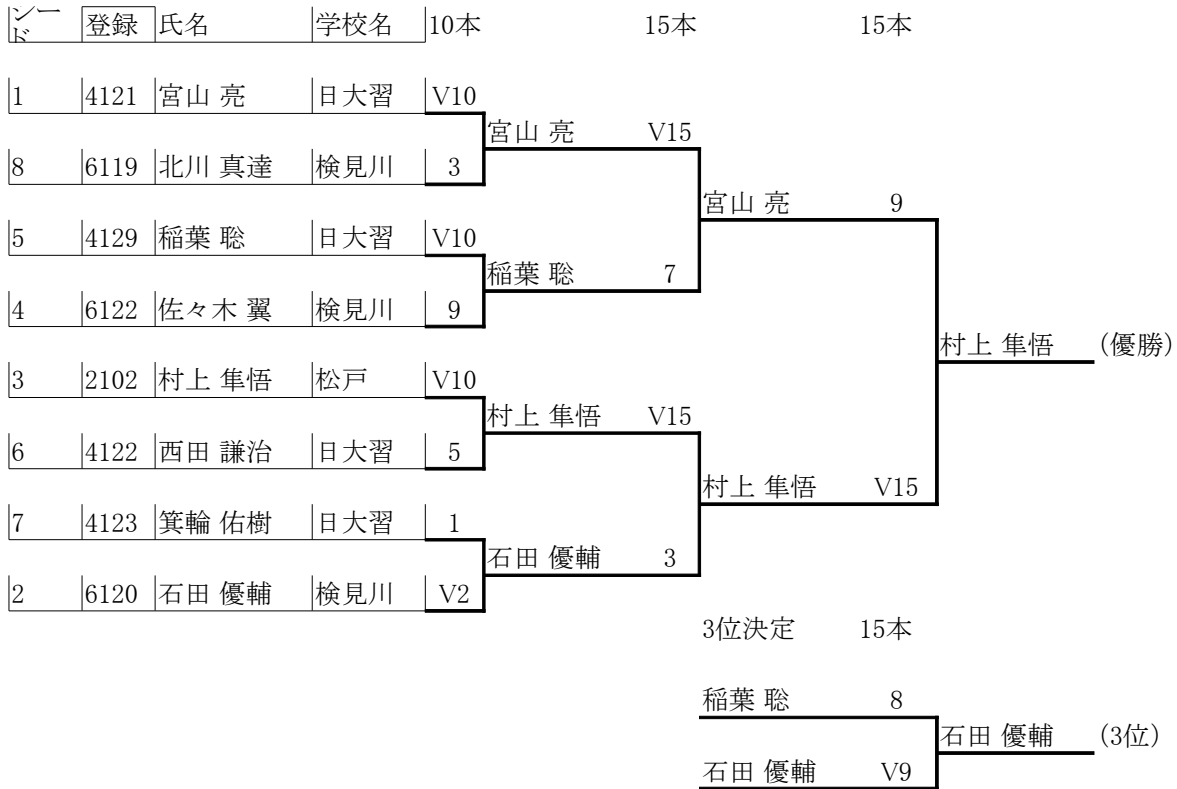 シード 登録 氏名 学校名 10本 15本 15本
1 4121 宮山 亮 日大習 V10
宮山 亮 V15
8 6119 北川 真達 検見川 3
宮山 亮 9
5 4129 稲葉 聡 日大習 V10
稲葉 聡 7
4 6122 佐々木 翼 検見川 9
村上 隼悟 (優勝)
3 2102 村上 隼悟 松戸 V10
村上 隼悟 V15
6 4122 西田 謙治 日大習 5
村上 隼悟 V15
7 4123 箕輪 佑樹 日大習 1
石田 優輔 3
2 6120 石田 優輔 検見川 V2
3位決定 15本
稲葉 聡 8
石田 優輔 (3位)
石田 優輔 V9